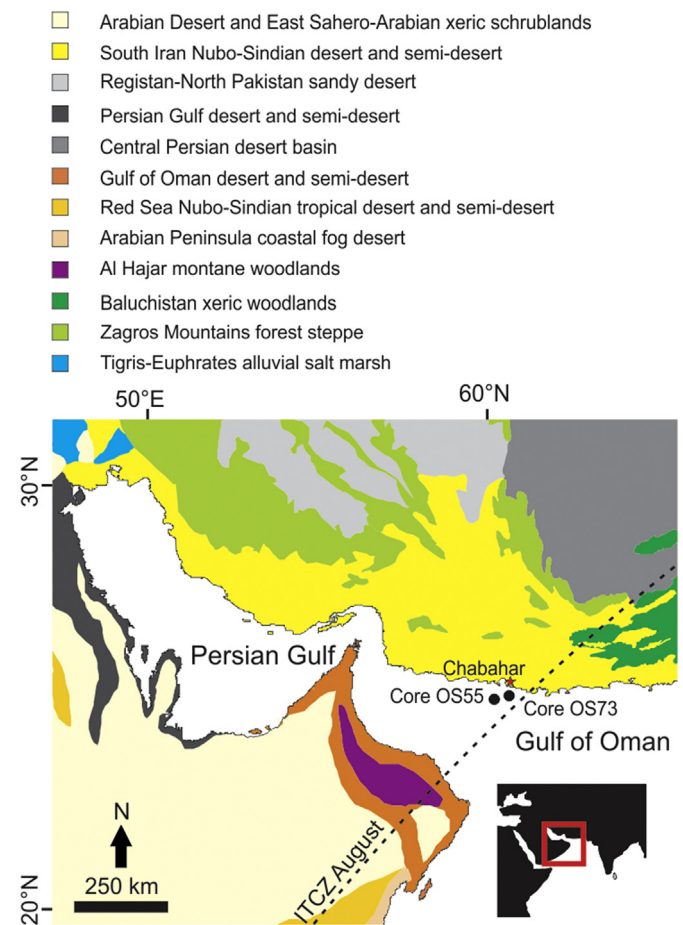 Arabian Desert and East Sahero-Arabian xeric schrublands
South Iran Nubo-Sindian desert and semi-desert
Registan-North Pakistan sandy desert
Persian Gulf desert and semi-desert
Central Persian desert basin
Gulf of Oman desert and semi-desert
Red Sea Nubo-Sindian tropical desert and semi-desert
Arabian Peninsula coastal fog desert
Al Hajar montane woodlands
Baluchistan xeric woodlands
Zagros Mountains forest steppe
Tigris-Euphrates alluvial salt marsh
50°E
60°N
30°N
Persian Gulf
Chabahar
Core OS55
Core OS73
Gulf of Oman
N
250 km
ITCZ August
20°N